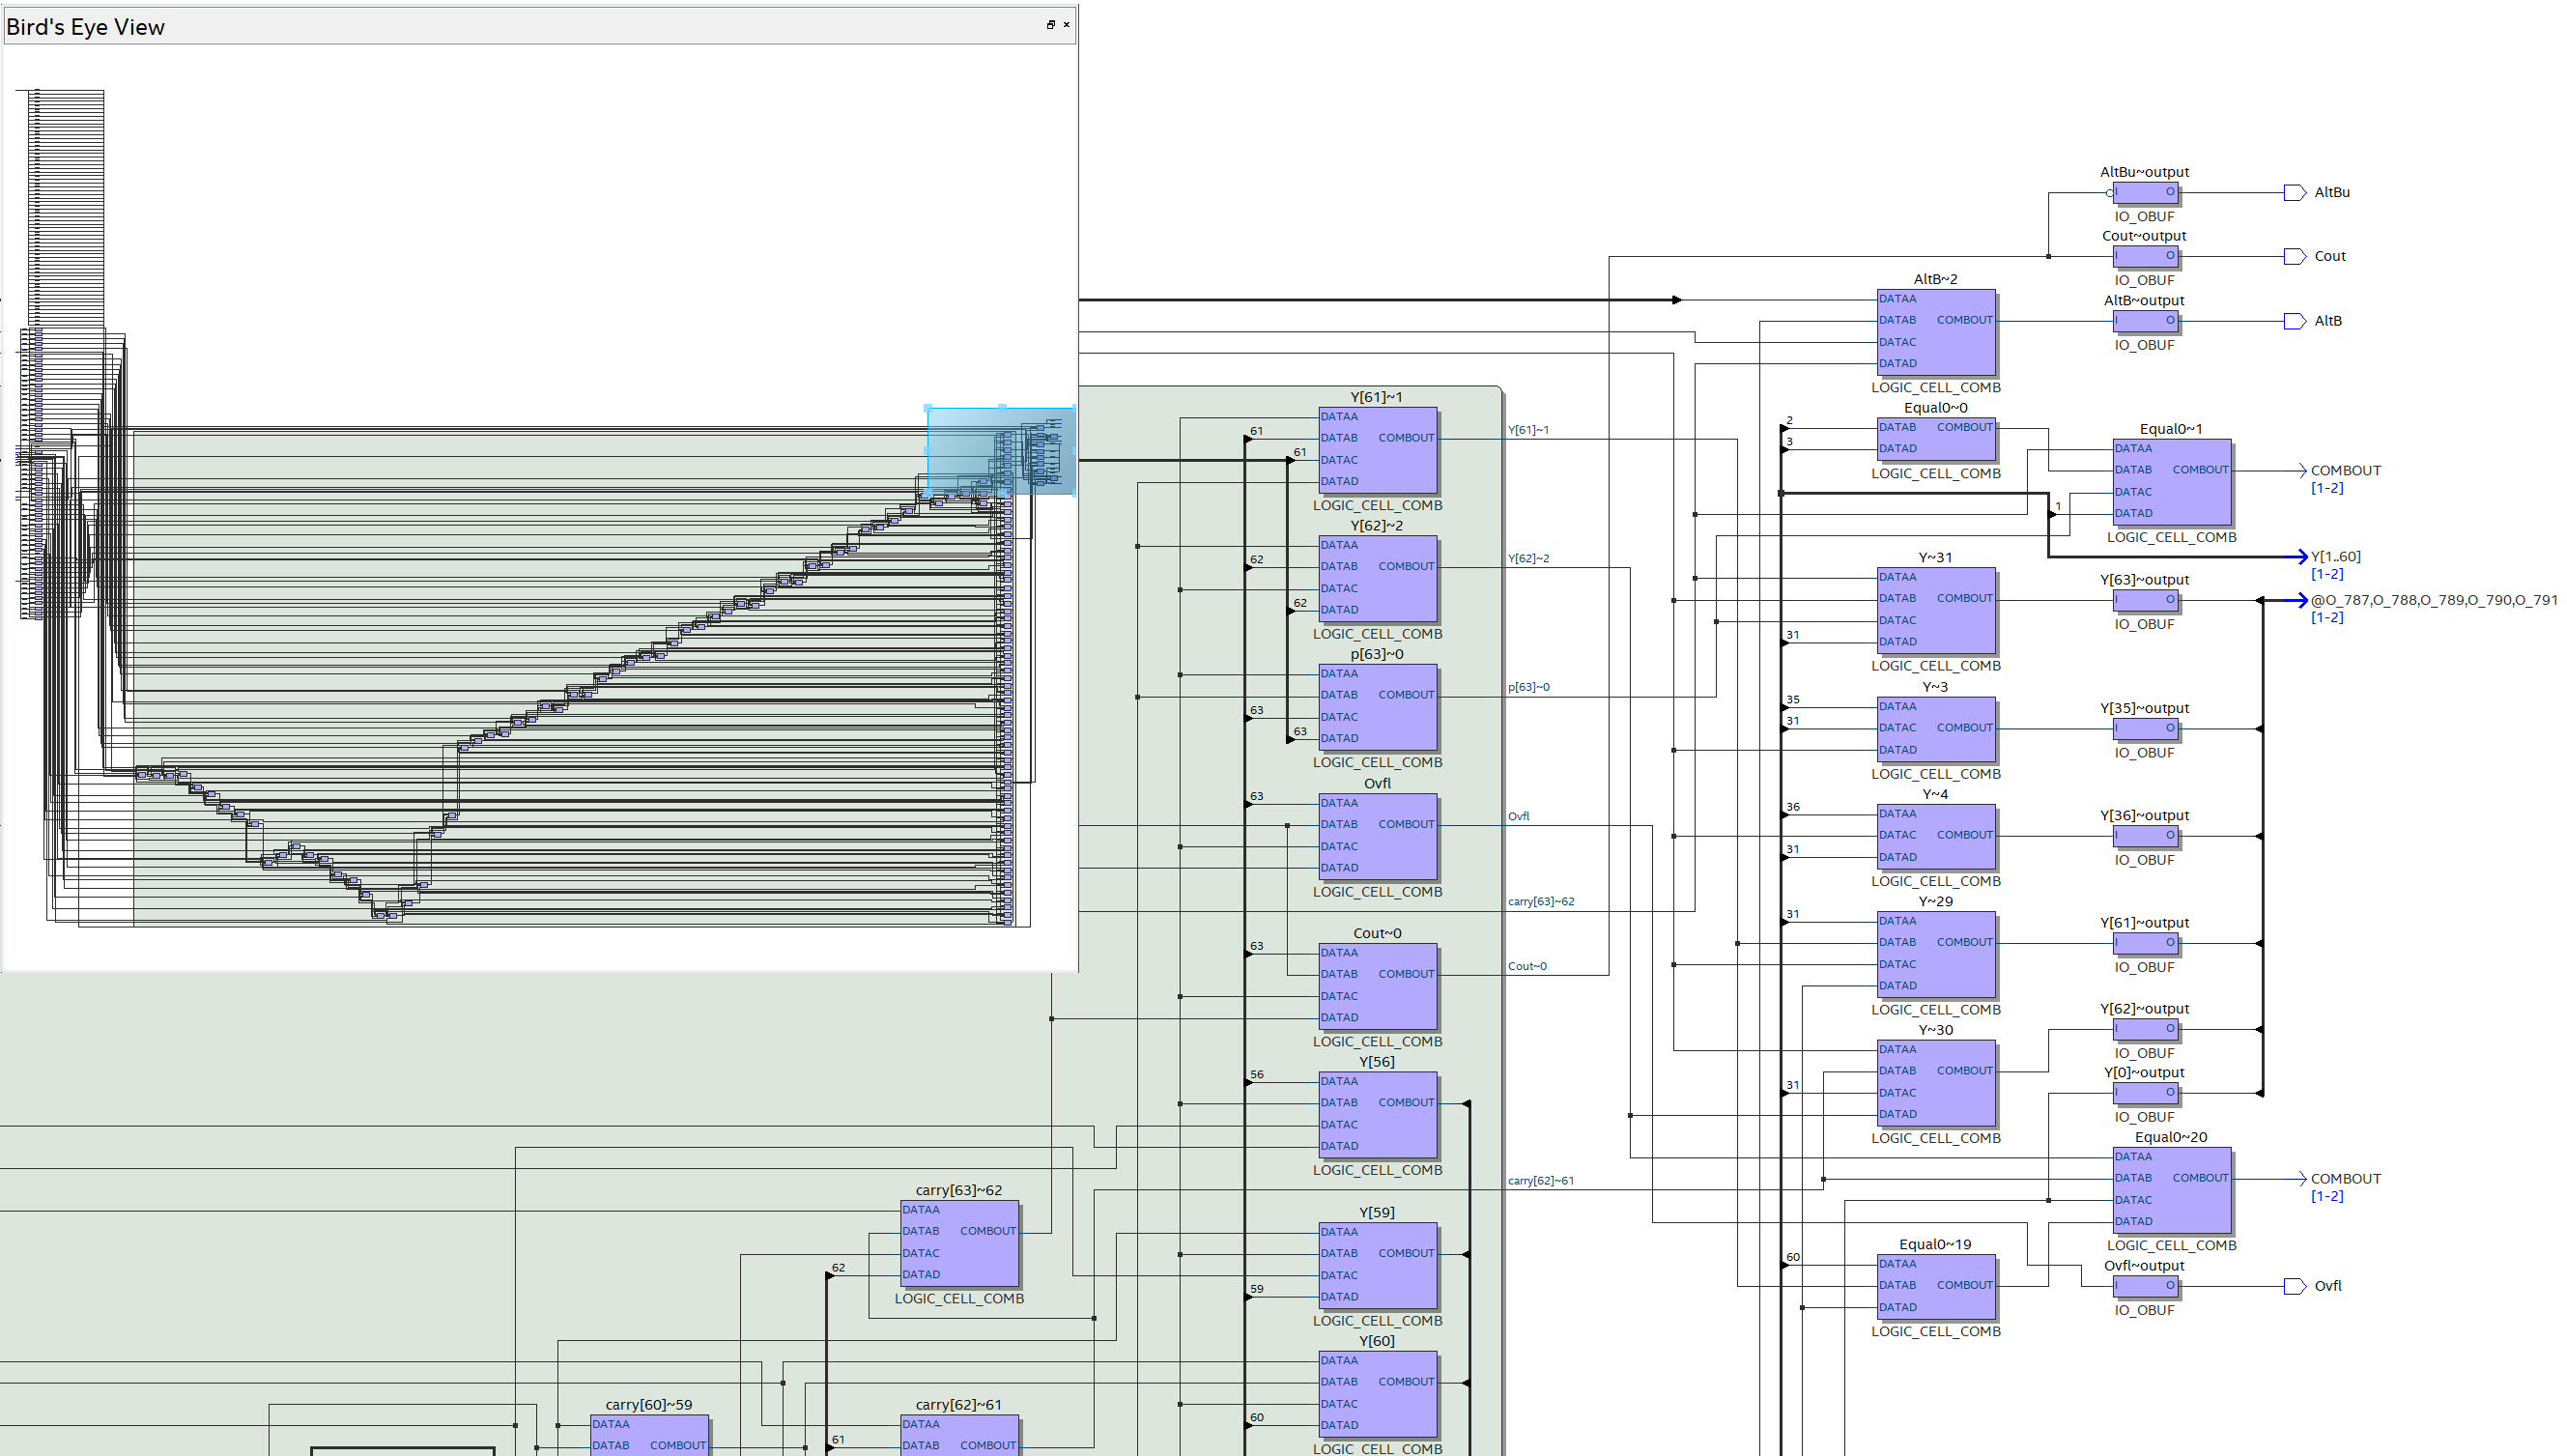 Bird's Eye View
AltBu~output
I O
AltBu
IO_OBUF
Cout~output
I O
Cout
IO_OBUF
AltB~2
AltB~output
DATAA
DATAB COMBOUT
I O
AltB
DATAC
IO_OBUF
DATAD
LOGIC_CELL_COMB
Y[61]~1
DATAA
61
DATAB COMBOUT
61
DATAC
DATAD
LOGIC_CELL_COMB
Y[61]~1
Equal0~0
2
DATAB COMBOUT
3
DATAD
LOGIC_CELL_COMB
Equal0~1
DATAA
DATAB COMBOUT
DATAC
1
DATAD
LOGIC_CELL_COMB
COMBOUT
[1-2]
Y[62]~2
DATAA
62
DATAB COMBOUT
DATAC
62
DATAD
LOGIC_CELL_COMB
Y[62]~2
Y[1..60]
[1-2]
Y~31
DATAA
DATAB COMBOUT
DATAC
31
DATAD
LOGIC_CELL_COMB
Y[63]~output
I O
IO_OBUF
@O_787,O_788,O_789,O_790,O_791
[1-2]
p[63]~0
DATAA
DATAB COMBOUT
63
DATAC
63
DATAD
LOGIC_CELL_COMB
p[63]~0
Y~3
35
DATAA
31
DATAC COMBOUT
DATAD
LOGIC_CELL_COMB
Y[35]~output
I O
IO_OBUF
Ovfl
63
DATAA
DATAB COMBOUT
DATAC
DATAD
LOGIC_CELL_COMB
Ovfl
Y~4
36
DATAA
DATAC COMBOUT
31
DATAD
LOGIC_CELL_COMB
Y[36]~output
I O
IO_OBUF
carry[63]~62
Y~29
31
DATAA
DATAB COMBOUT
DATAC
DATAD
LOGIC_CELL_COMB
Y[61]~output
I O
IO_OBUF
Cout~0
63
DATAA
DATAB COMBOUT
DATAC
DATAD
LOGIC_CELL_COMB
Cout~0
Y~30
DATAA
DATAB COMBOUT
31
DATAC
DATAD
LOGIC_CELL_COMB
Y[62]~output
I O
IO_OBUF
Y[0]~output
I O
IO_OBUF
Y[56]
56
DATAA
DATAB COMBOUT
DATAC
DATAD
LOGIC_CELL_COMB
Equal0~20
DATAA
DATAB COMBOUT
DATAC
DATAD
LOGIC_CELL_COMB
COMBOUT
[1-2]
carry[62]~61
carry[63]~62
DATAA
DATAB COMBOUT
DATAC
62
DATAD
LOGIC_CELL_COMB
Y[59]
DATAA
DATAB COMBOUT
DATAC
59
DATAD
LOGIC_CELL_COMB
Equal0~19
60
DATAA
DATAB COMBOUT
DATAD
LOGIC_CELL_COMB
Ovfl~output
I O
Ovfl
IO_OBUF
Y[60]
DATAA
DATAB COMBOUT
DATAC
60
DATAD
LOGIC_CELL_COMB
carry[60]~59
DATAA
DATAB COMBOUT
carry[62]~61
DATAA
61
DATAB COMBOUT